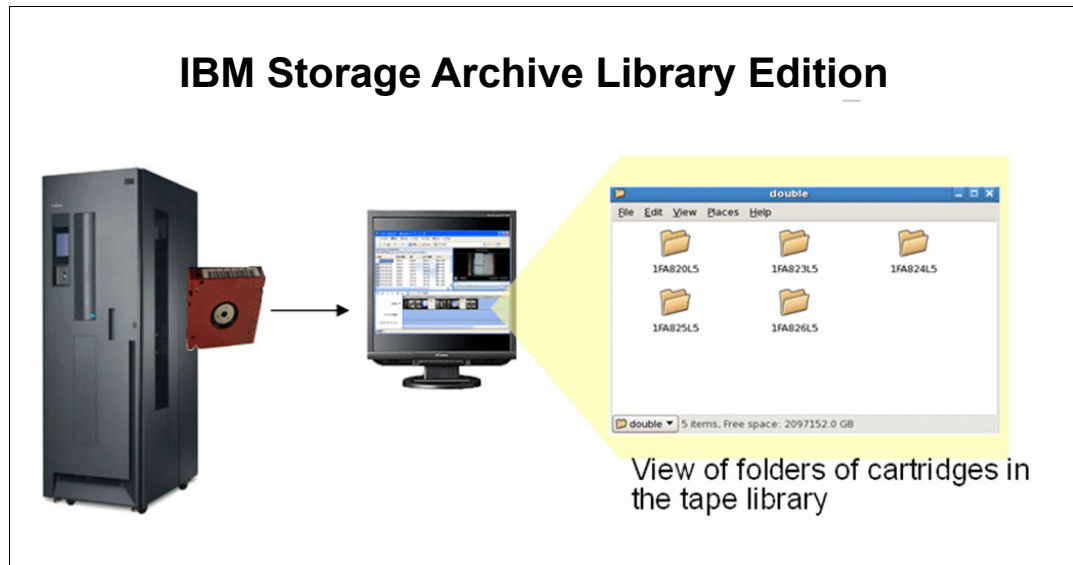 IBM Storage Archive Library Edition
double
File Edit View Places Help
1FA820L5 1FA823L5 1FA824L5
1FA825L5 1FA826L5
double 5 items, Free space: 2097152.0 GB
View of folders of cartridges in
the tape library